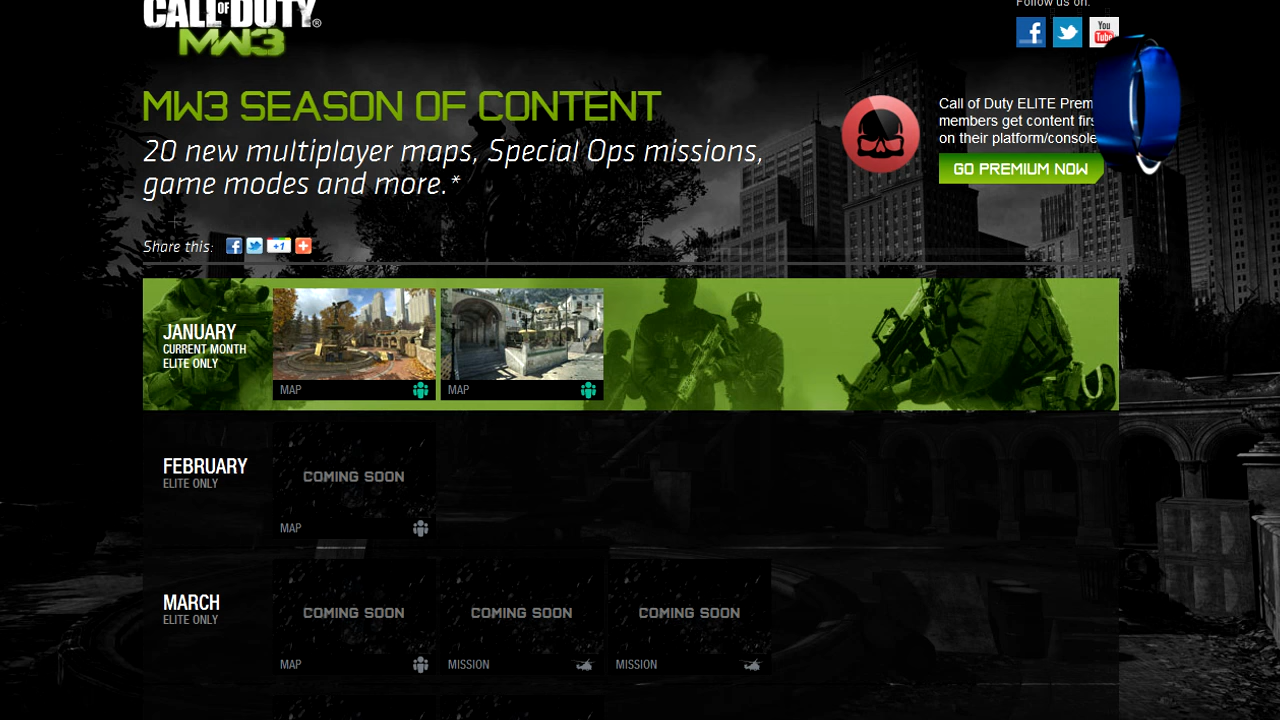 CALL OF DUTY®
MW3
Follow us on:
You
Tube
MW3 SEASON OF CONTENT
20 new multiplayer maps, Special Ops missions,
game modes and more.*
Call of Duty ELITE
members get content
on their platform/console
GO PREMIUM NOW
Share this:
+1
JANUARY
CURRENT MONTH
ELITE ONLY
MAP
MAP
FEBRUARY
ELITE ONLY
COMING SOON
MAP
MARCH
ELITE ONLY
COMING SOON
COMING SOON
COMING SOON
MAP
MISSION
MISSION